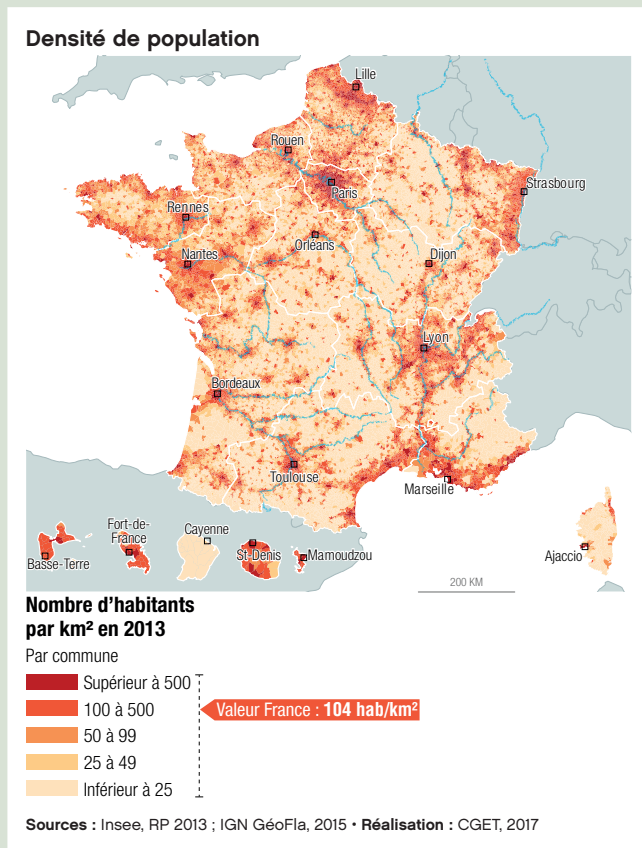 Densité de population
Lille
Rouen
Paris
Strasbourg
Rennes
Orléans
Nantes
Dijon
Lyon
Bordeaux
Toulouse
Marseille
Fort-de-
France
Cayenne
Basse-Terre
St-Denis
Mamoudzou
Ajaccio
200 KM
Nombre d'habitants
par km² en 2013
Par commune
Supérieur à 500
100 à 500
Valeur France : 104 hab/km²
50 à 99
25 à 49
Inférieur à 25
Sources : Insee, RP 2013 ; IGN GéoFla, 2015 • Réalisation : CGET, 2017